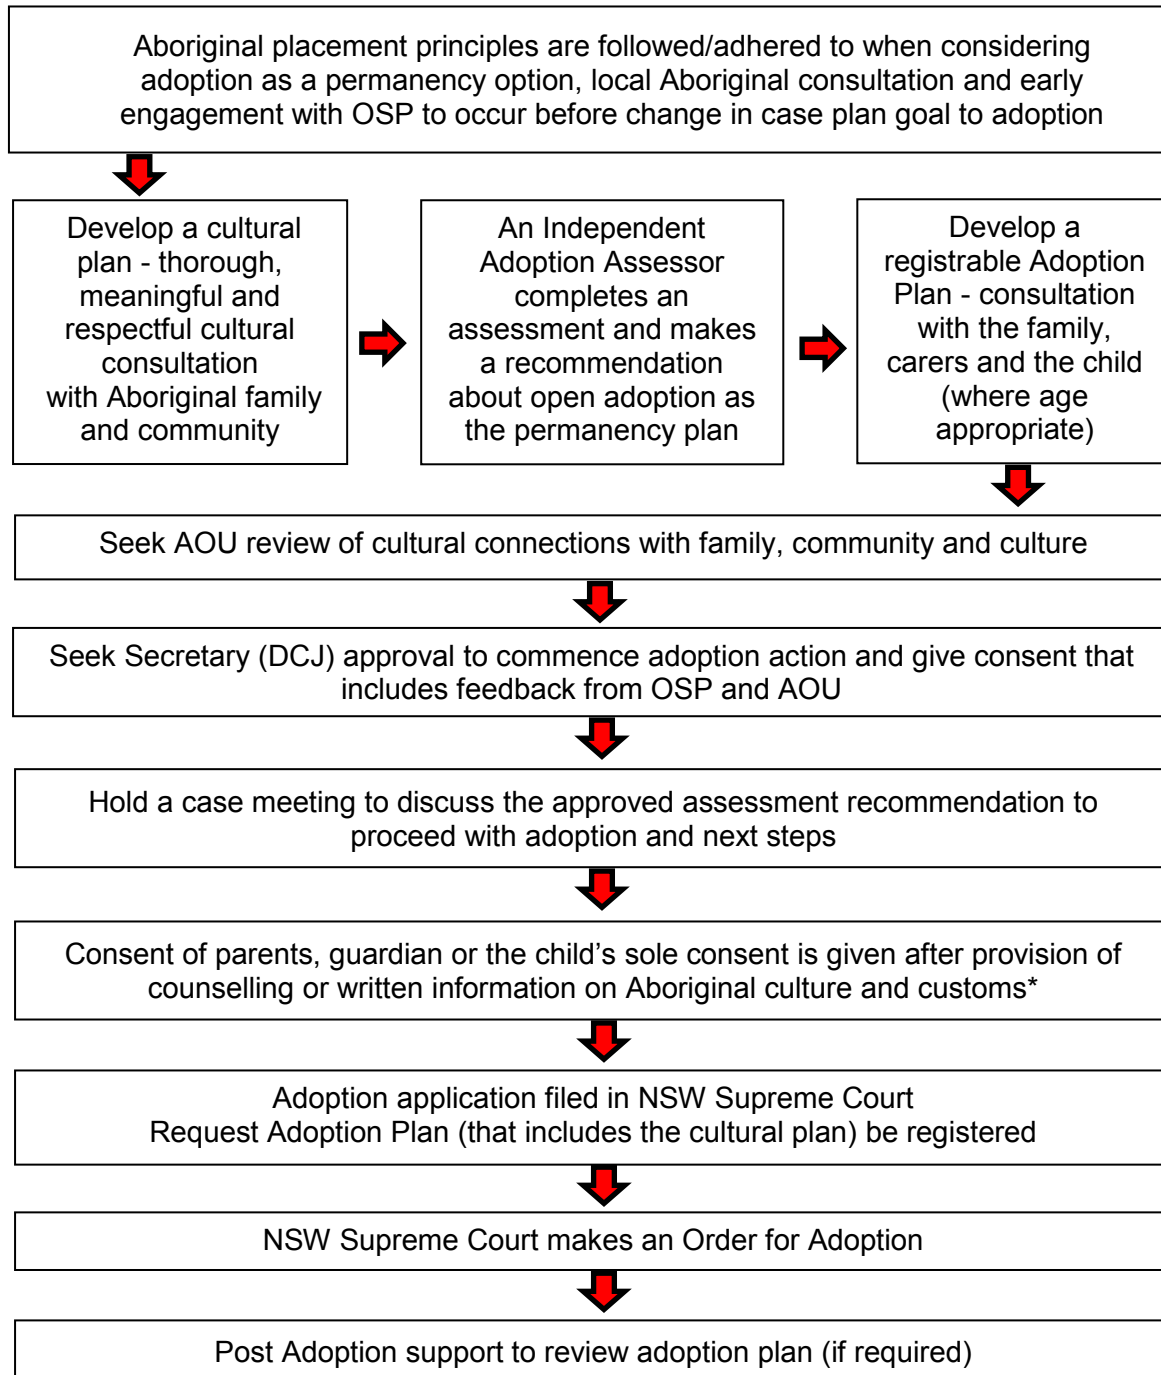 Aboriginal placement principles are followed/adhered to when considering
adoption as a permanency option, local Aboriginal consultation and early
engagement with OSP to occur before change in case plan goal to adoption
Develop a cultural
plan - thorough,
meaningful and
respectful cultural
consultation
with Aboriginal family
and community
An Independent
Adoption Assessor
completes an
assessment and makes
a recommendation
about open adoption as
the permanency plan
Develop a
registrable Adoption
Plan - consultation
with the family,
carers and the child
(where age
appropriate)
Seek AOU review of cultural connections with family, community and culture
Seek Secretary (DCJ) approval to commence adoption action and give consent that
includes feedback from OSP and AOU
Hold a case meeting to discuss the approved assessment recommendation to
proceed with adoption and next steps
Consent of parents, guardian or the child’s sole consent is given after provision of
counselling or written information on Aboriginal culture and customs*
Adoption application filed in NSW Supreme Court
Request Adoption Plan (that includes the cultural plan) be registered
NSW Supreme Court makes an Order for Adoption
Post Adoption support to review adoption plan (if required)